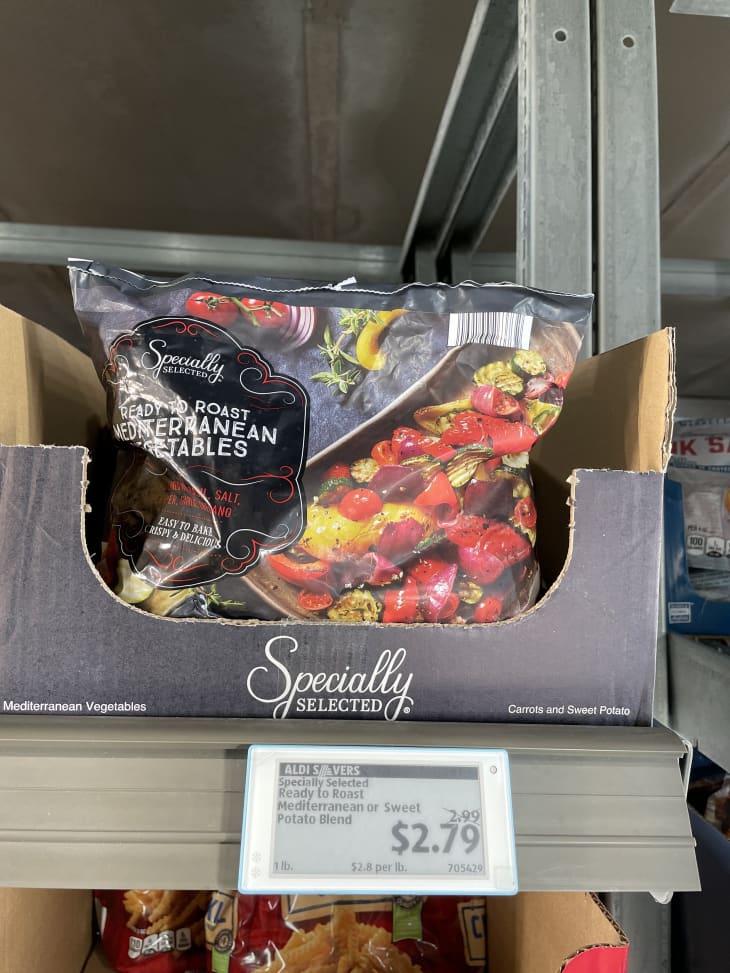 Specially
SELECTED
READY TO ROAST
MEDITERRANEAN
SALT,
EASY TO BAKE
CRISPY & DELICIOUS
Specially
SELECTED®
Mediterranean Vegetables
Carrots and Sweet Potato
ALDI SAVERS
Specially Selected
Ready to Roast
Mediterranean or Sweet
Potato Blend
2.99
$2.79
1 lb.
$2.8 per lb.
705429
100